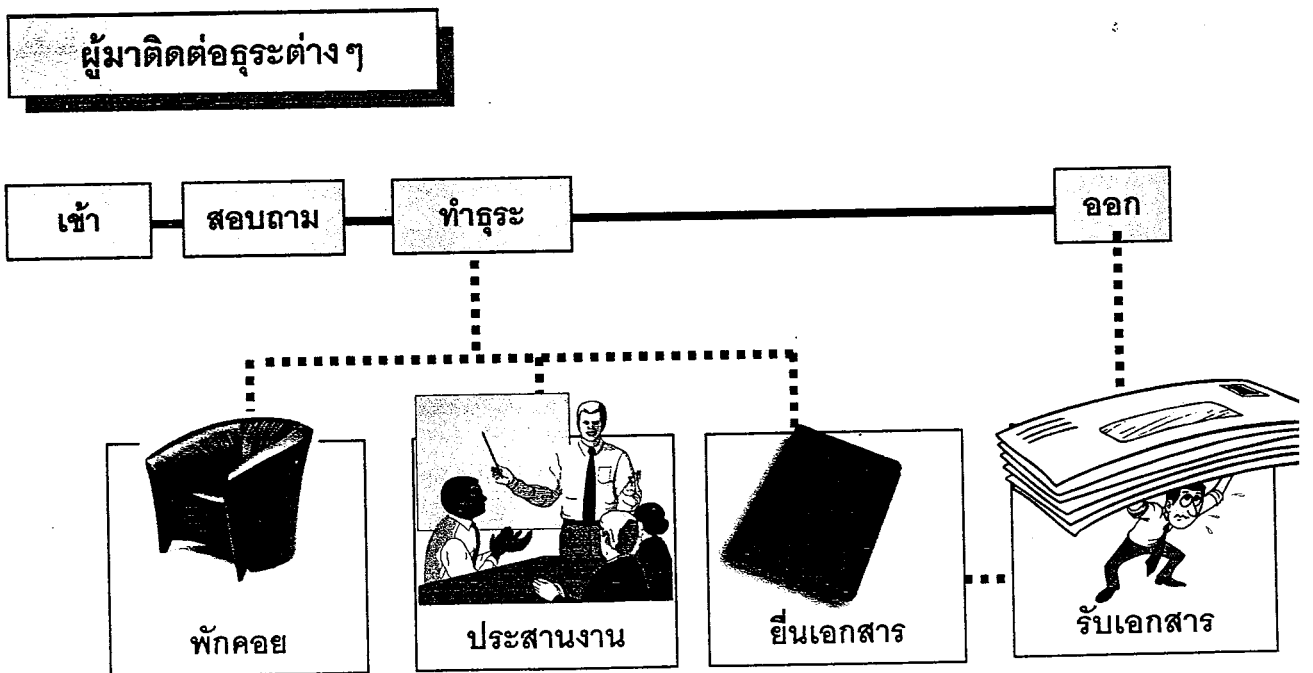 ผู้มาติดต่อธุระต่างๆ
เข้า
สอบถาม
ทำธุระ
ออก
พักคอย
ประสานงาน
ยื่นเอกสาร
รับเอกสาร